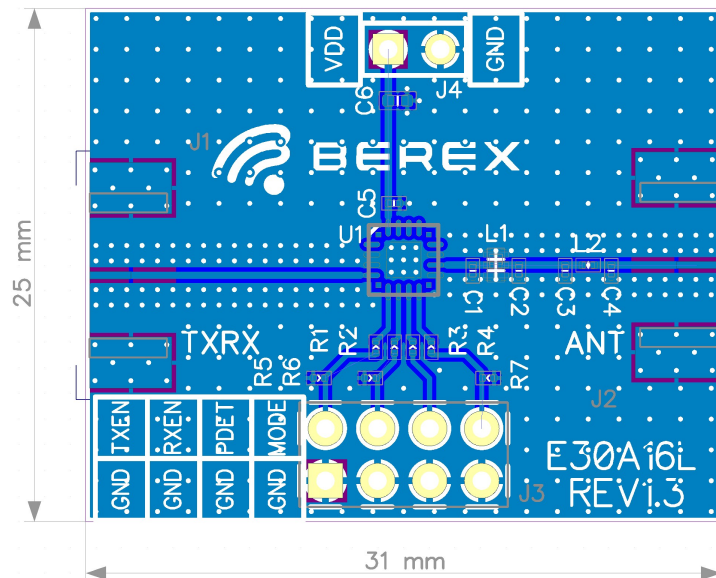 VDD
GND
J4
C6
J1
BEREX
C5
U1
L1
L2
C1
C2
C3
C4
25 mm
TXRX
R1
R2
R3
R4
ANT
R5
R6
R7
J2
TXEN
RXEN
PDET
MODE
GND
GND
GND
GND
J3
E30A16L
REV1.3
31 mm